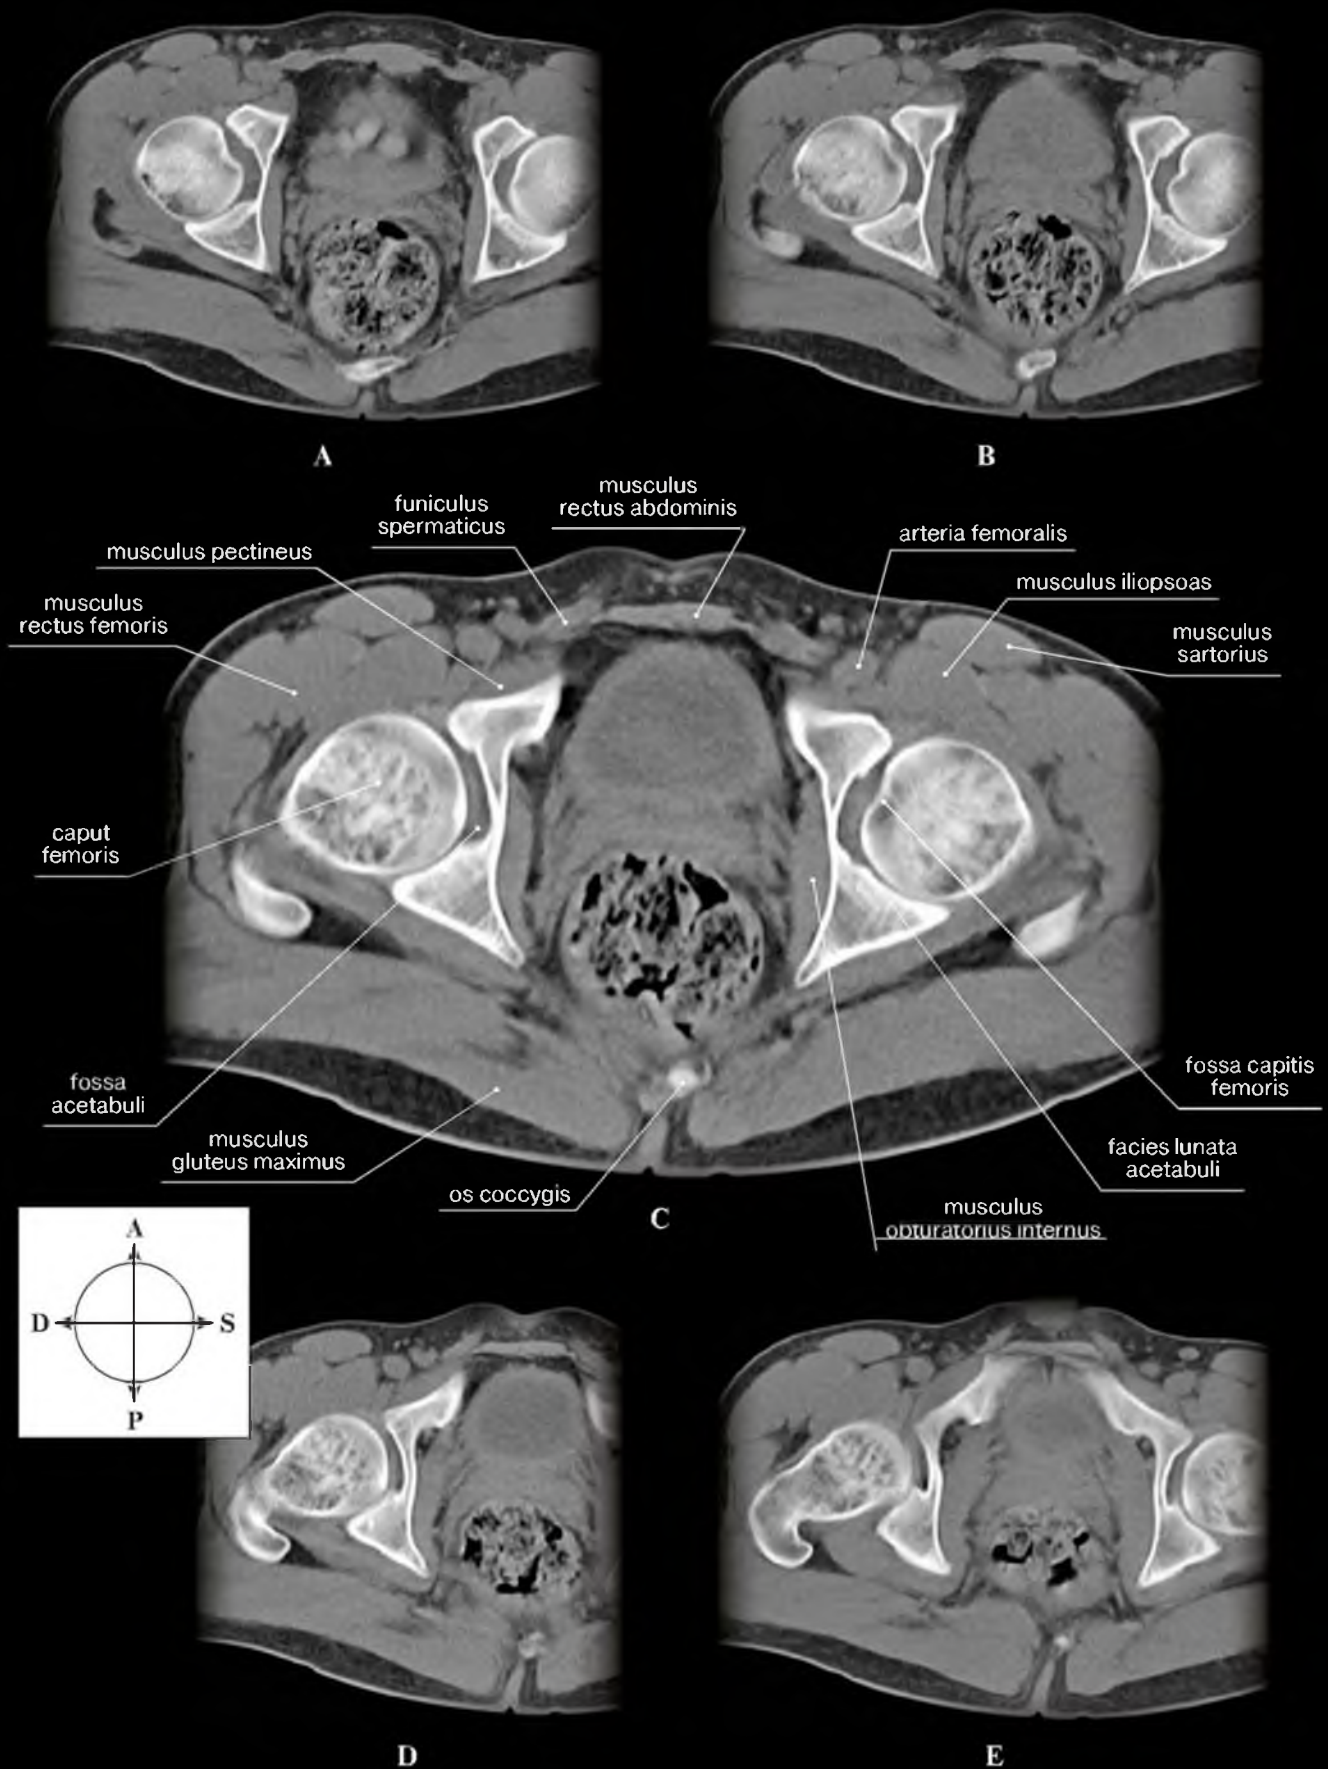 A
B
musculus
rectus abdominis
funiculus
spermaticus
arteria femoralis
musculus pectineus
musculus iliopsoas
musculus
rectus femoris
musculus
sartorius
caput
femoris
fossa capitis
femoris
fossa
acetabuli
musculus
gluteus maximus
facies lunata
acetabuli
os coccygis
musculus
obturatorius internus
C
A
D
S
P
D
E